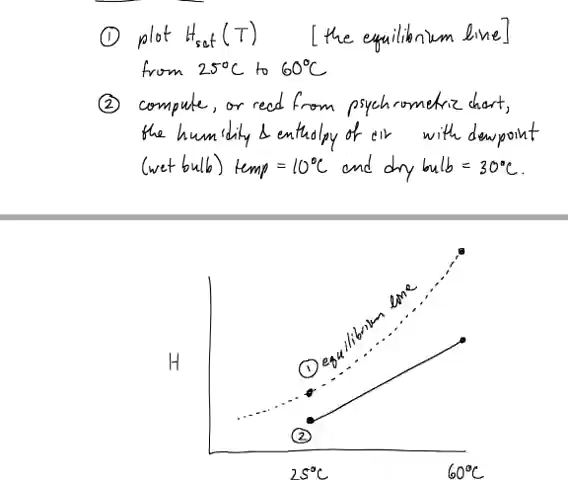 ① plot Hsat(T) [the equilibrium line]
from 25°C to 60°C
② compute, or read from psychrometric chart,
the humidity & enthalpy of air with dewpoint
(wet bulb) temp = 10°C and dry bulb = 30°C.
① equilibrium line
H
②
25°C 60°C